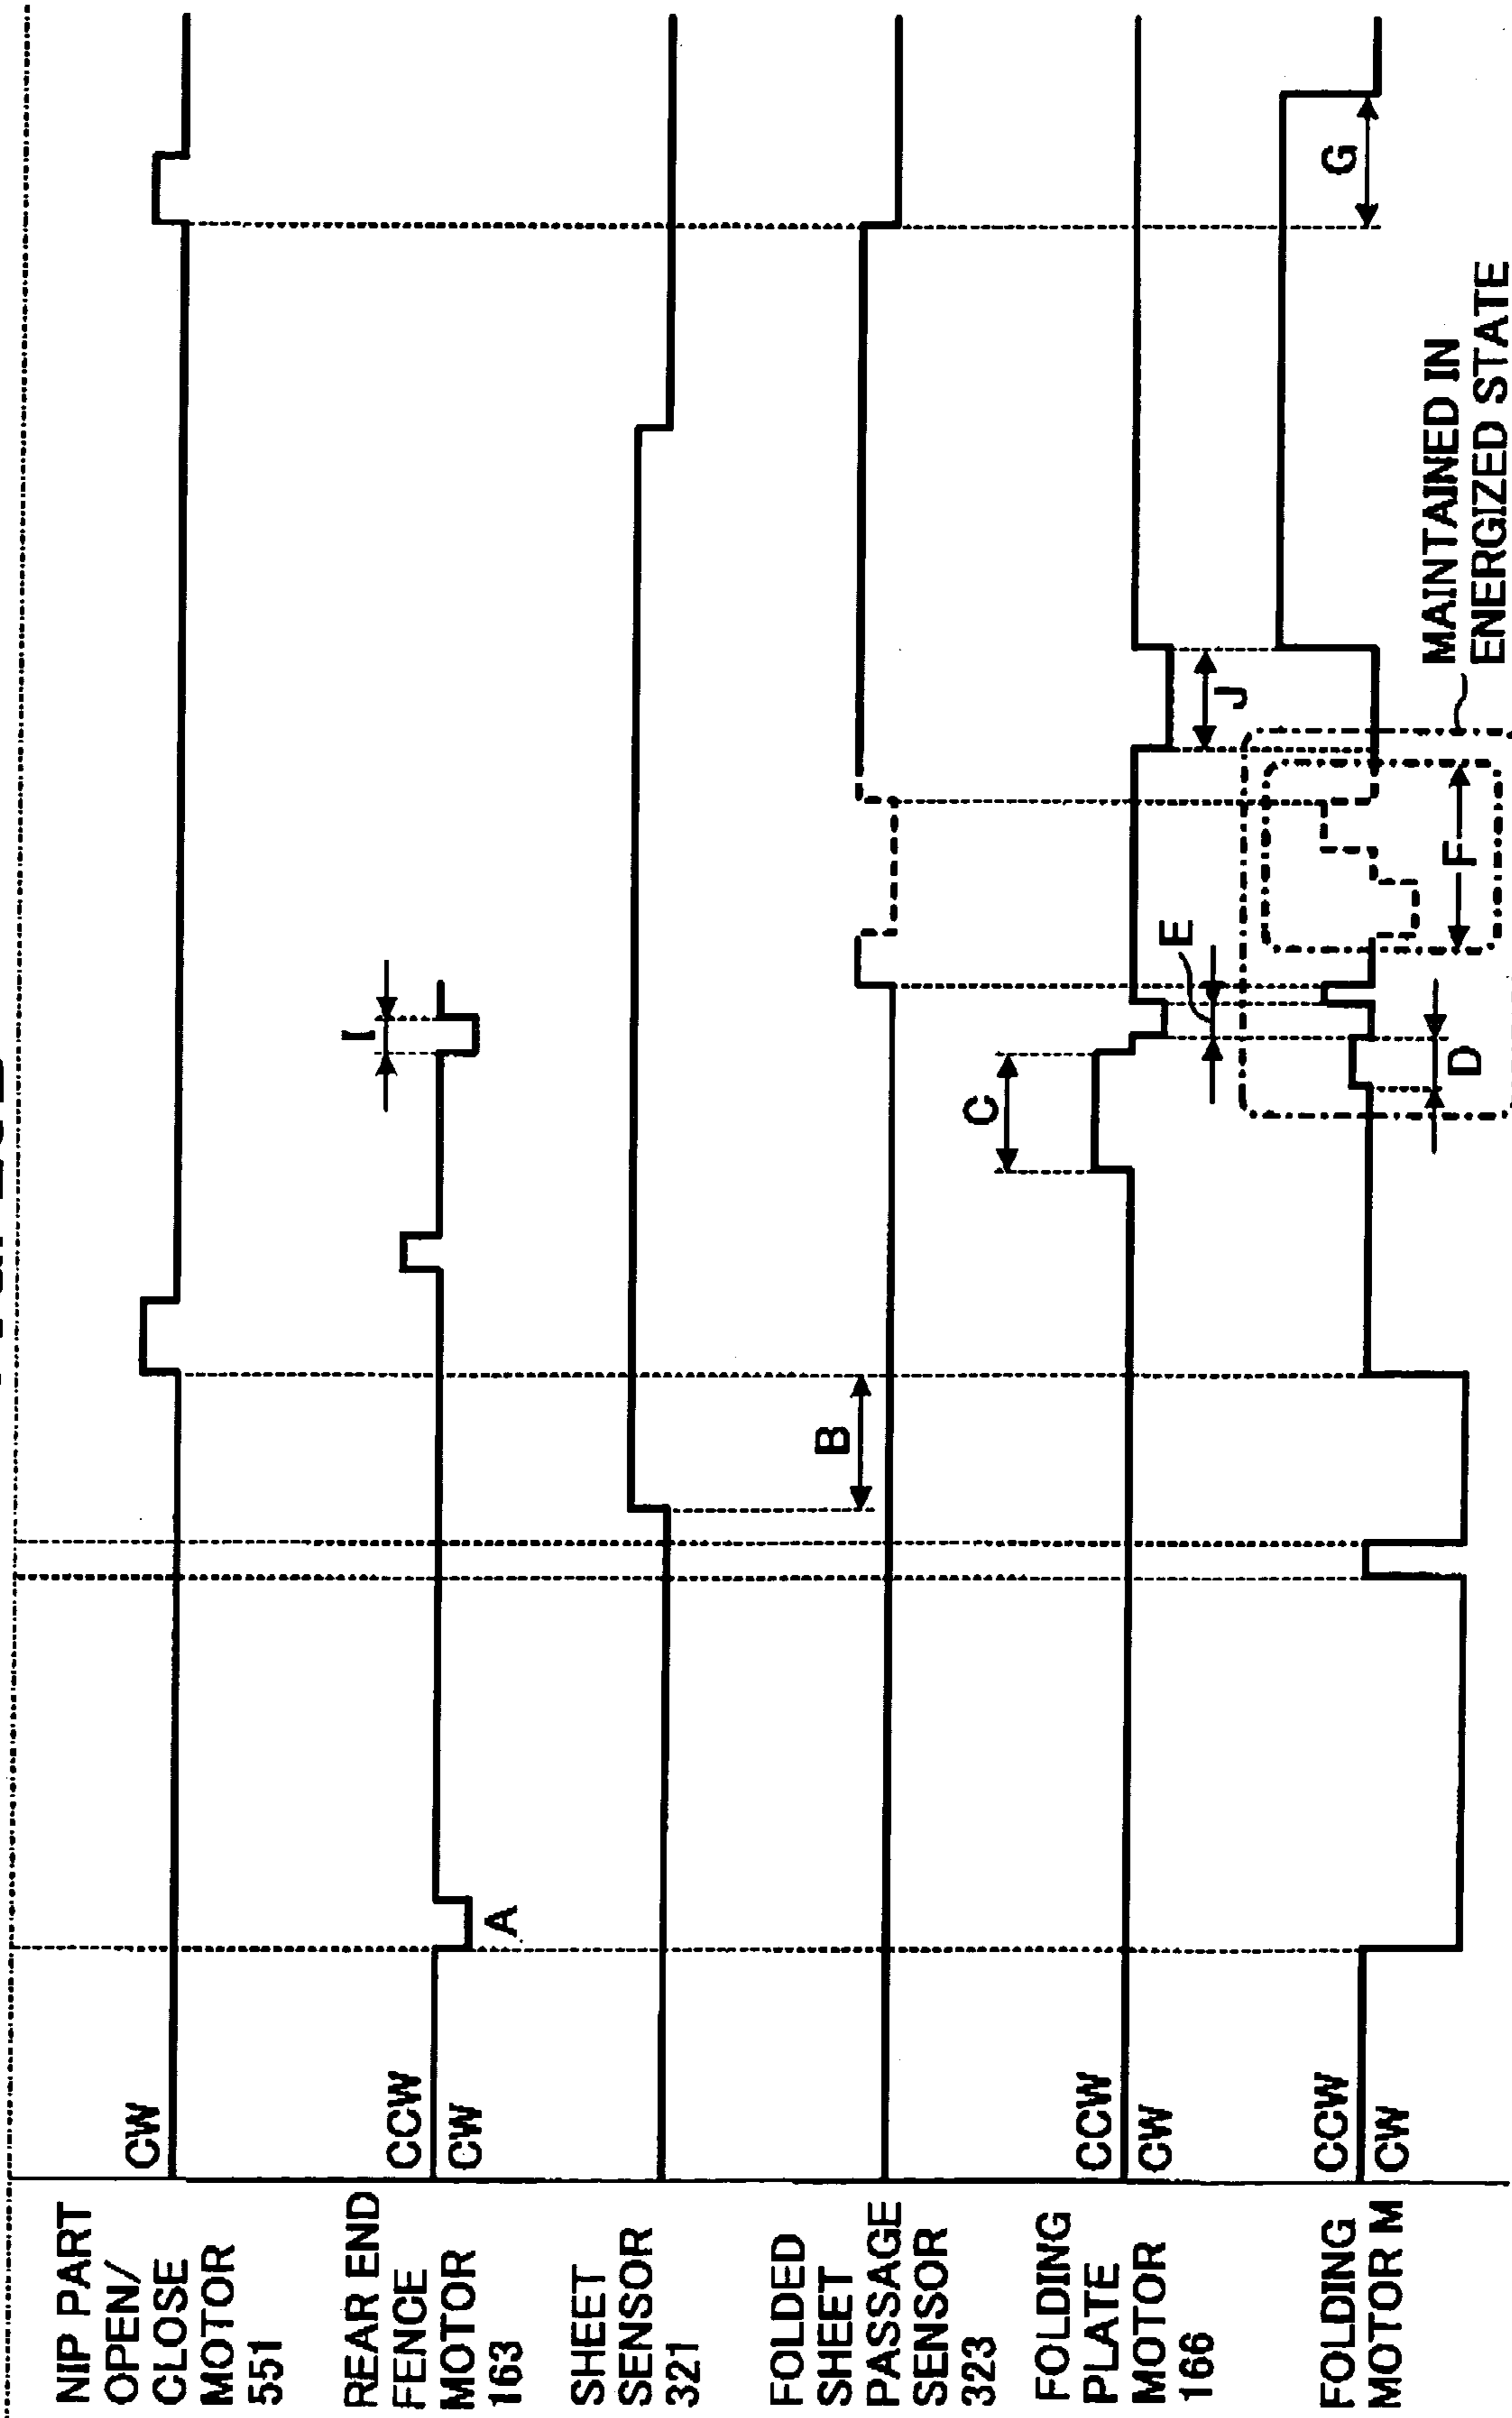 NIP PART
OPEN/
CLOSE
MOTOR
551
CW
REAR END
FENCE
MOTOR
163
CCW
CW
A
I
SHEET
SENSOR
321
B
FOLDED
SHEET
PASSAGE
SENSOR
323
FOLDING
PLATE
MOTOR
166
CCW
CW
C
E
J
FOLDING
MOTOR M
CCW
CW
D
F
G
MAINTAINED IN
ENERGIZED STATE